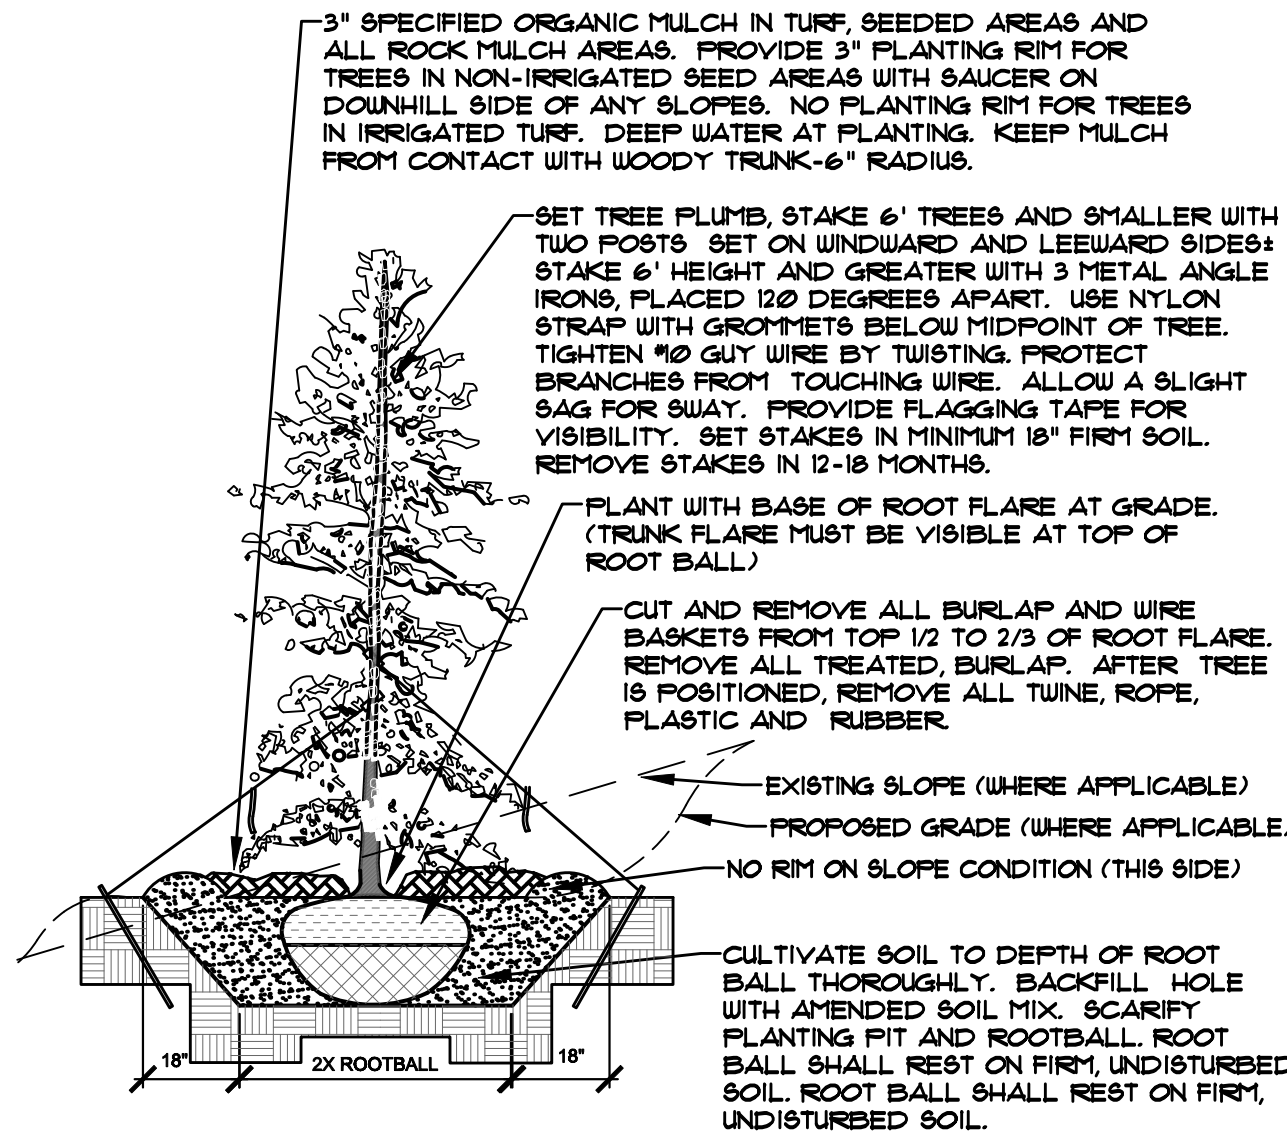 3" SPECIFIED ORGANIC MULCH IN TURF, SEEDED AREAS AND
ALL ROCK MULCH AREAS. PROVIDE 3" PLANTING RIM FOR
TREES IN NON-IRRIGATED SEED AREAS WITH SAUCER ON
DOWNHILL SIDE OF ANY SLOPES. NO PLANTING RIM FOR TREES
IN IRRIGATED TURF. DEEP WATER AT PLANTING. KEEP MULCH
FROM CONTACT WITH WOODY TRUNK-6" RADIUS.
SET TREE PLUMB, STAKE 6' TREES AND SMALLER WITH
TWO POSTS SET ON WINDWARD AND LEEWARD SIDES±
STAKE 6' HEIGHT AND GREATER WITH 3 METAL ANGLE
IRONS, PLACED 120 DEGREES APART. USE NYLON
STRAP WITH GROMMETS BELOW MIDPOINT OF TREE.
TIGHTEN #10 GUY WIRE BY TWISTING. PROTECT
BRANCHES FROM TOUCHING WIRE. ALLOW A SLIGHT
SAG FOR SWAY. PROVIDE FLAGGING TAPE FOR
VISIBILITY. SET STAKES IN MINIMUM 18" FIRM SOIL.
REMOVE STAKES IN 12-18 MONTHS.
PLANT WITH BASE OF ROOT FLARE AT GRADE.
(TRUNK FLARE MUST BE VISIBLE AT TOP OF
ROOT BALL)
CUT AND REMOVE ALL BURLAP AND WIRE
BASKETS FROM TOP 1/2 TO 2/3 OF ROOT FLARE.
REMOVE ALL TREATED, BURLAP. AFTER TREE
IS POSITIONED, REMOVE ALL TWINE, ROPE,
PLASTIC AND RUBBER.
EXISTING SLOPE (WHERE APPLICABLE)
PROPOSED GRADE (WHERE APPLICABLE
NO RIM ON SLOPE CONDITION (THIS SIDE)
CULTIVATE SOIL TO DEPTH OF ROOT
BALL THOROUGHLY. BACKFILL HOLE
WITH AMENDED SOIL MIX. SCARIFY
PLANTING PIT AND ROOTBALL. ROOT
BALL SHALL REST ON FIRM, UNDISTURBED
SOIL. ROOT BALL SHALL REST ON FIRM,
UNDISTURBED SOIL.
18" 2X ROOTBALL 18"